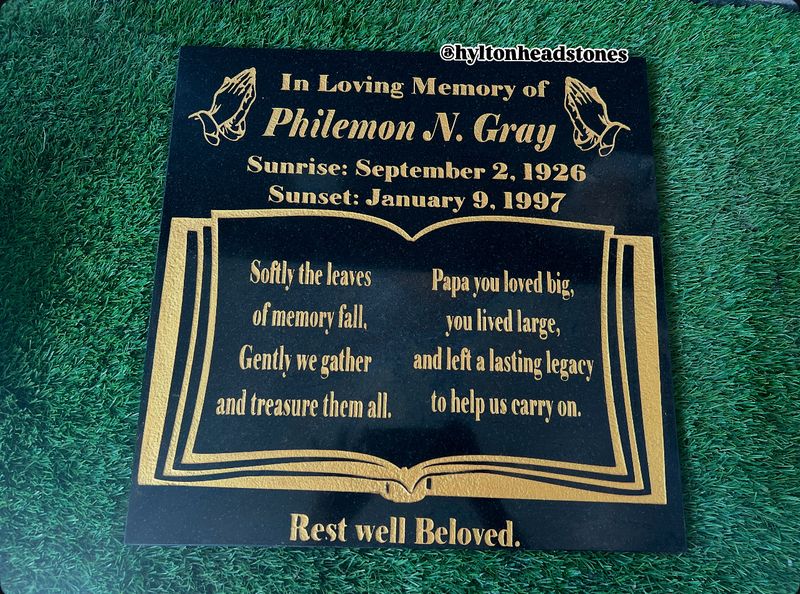 @hyltonheadstones
In Loving Memory of
Philemon N. Gray
Sunrise: September 2, 1926
Sunset: January 9, 1997
Softly the leaves
of memory fall.
Gently we gather
and treasure them all.
Papa you loved big,
you lived large,
and left a lasting legacy
to help us carry on.
Rest well Beloved.